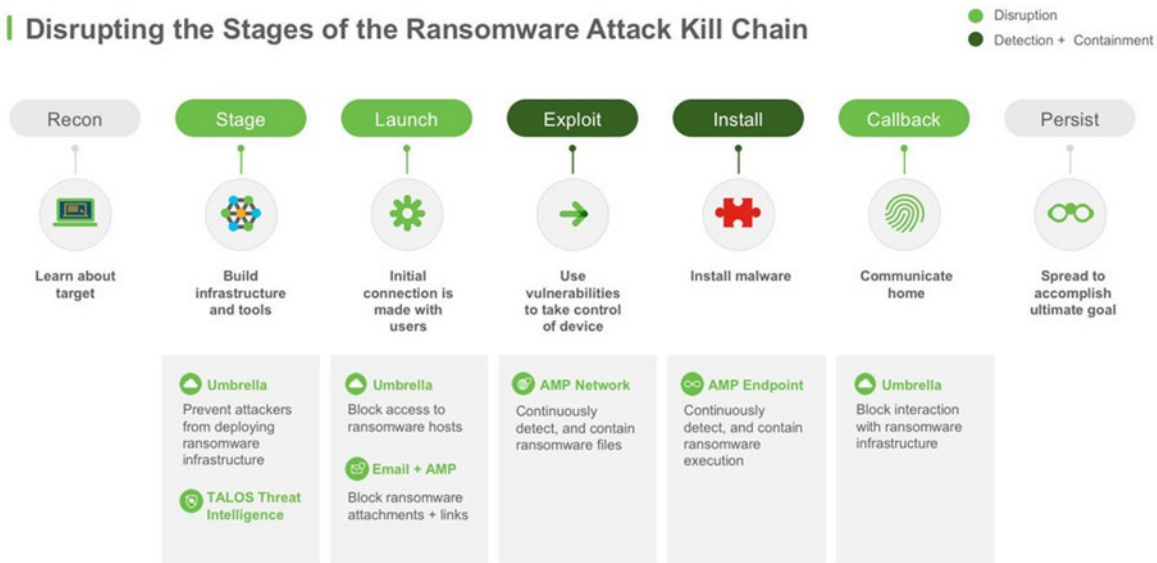 Disrupting the Stages of the Ransomware Attack Kill Chain
Disruption
Detection + Containment
Recon
Stage
Launch
Exploit
Install
Callback
Persist
Learn about
target
Build
infrastructure
and tools
Initial
connection is
made with
users
Use
vulnerabilities
to take control
of device
Install malware
Communicate
home
Spread to
accomplish
ultimate goal
Umbrella
Prevent attackers
from deploying
ransomware
infrastructure
TALOS Threat
Intelligence
Umbrella
Block access to
ransomware hosts
Email + AMP
Block ransomware
attachments + links
AMP Network
Continuously
detect, and contain
ransomware files
AMP Endpoint
Continuously
detect, and contain
ransomware
execution
Umbrella
Block interaction
with ransomware
infrastructure